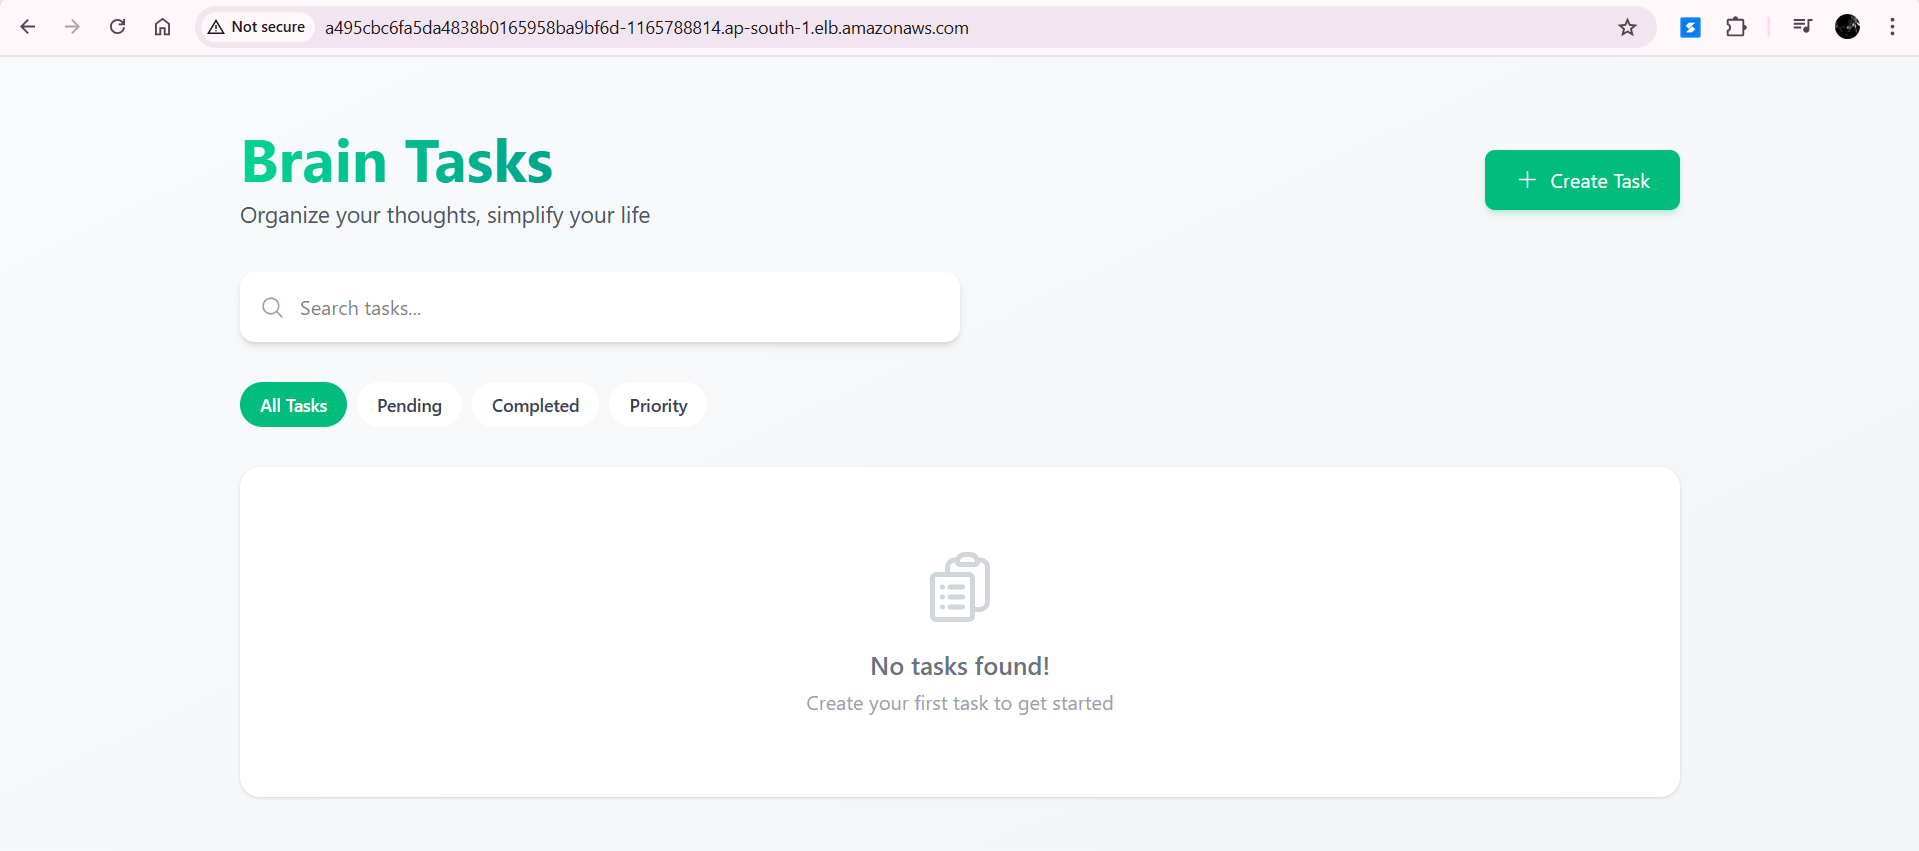 Not secure
a495cbc6fa5da4838b0165958ba9bf6d-1165788814.ap-south-1.elb.amazonaws.com
Brain Tasks
Create Task
Organize your thoughts, simplify your life
Search tasks...
All Tasks
Pending
Completed
Priority
No tasks found!
Create your first task to get started